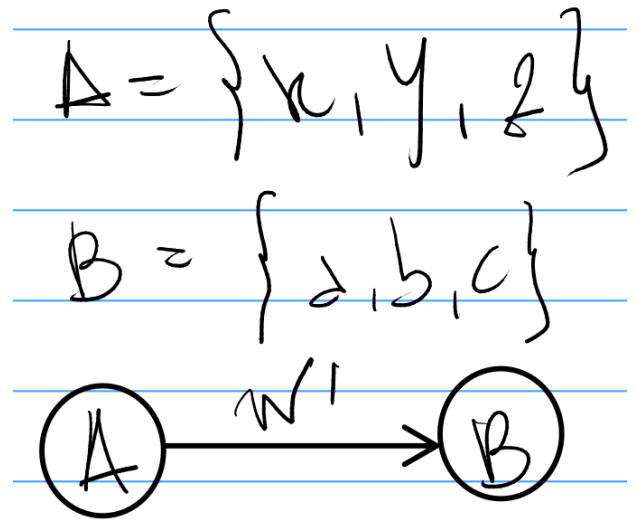 A = {x, y, z}
B = {a, b, c}
W1
A B